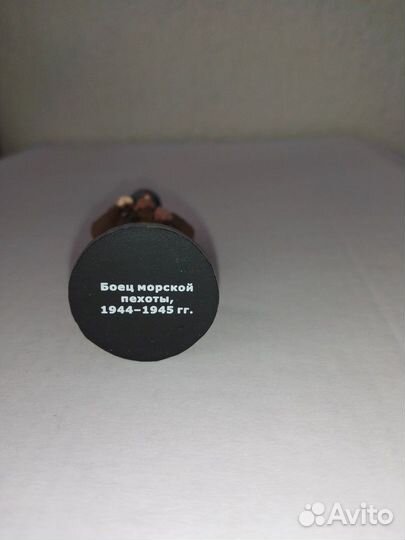 Боец морской
пехоты,
1944–1945 гг.
Avito